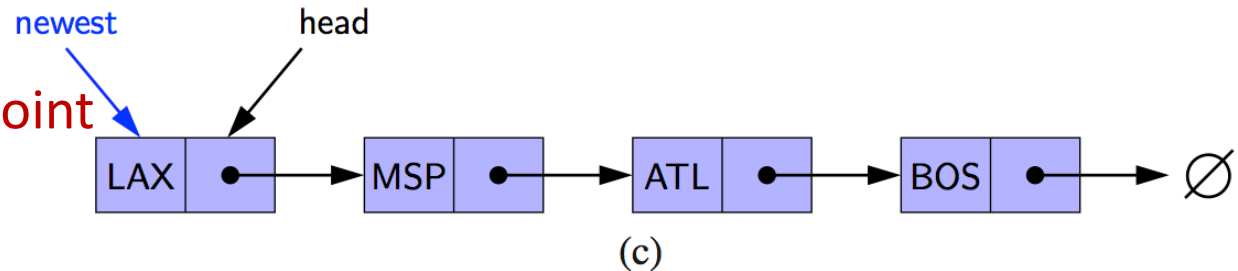 newest head
oint
LAX MSP ATL BOS ∅
(c)